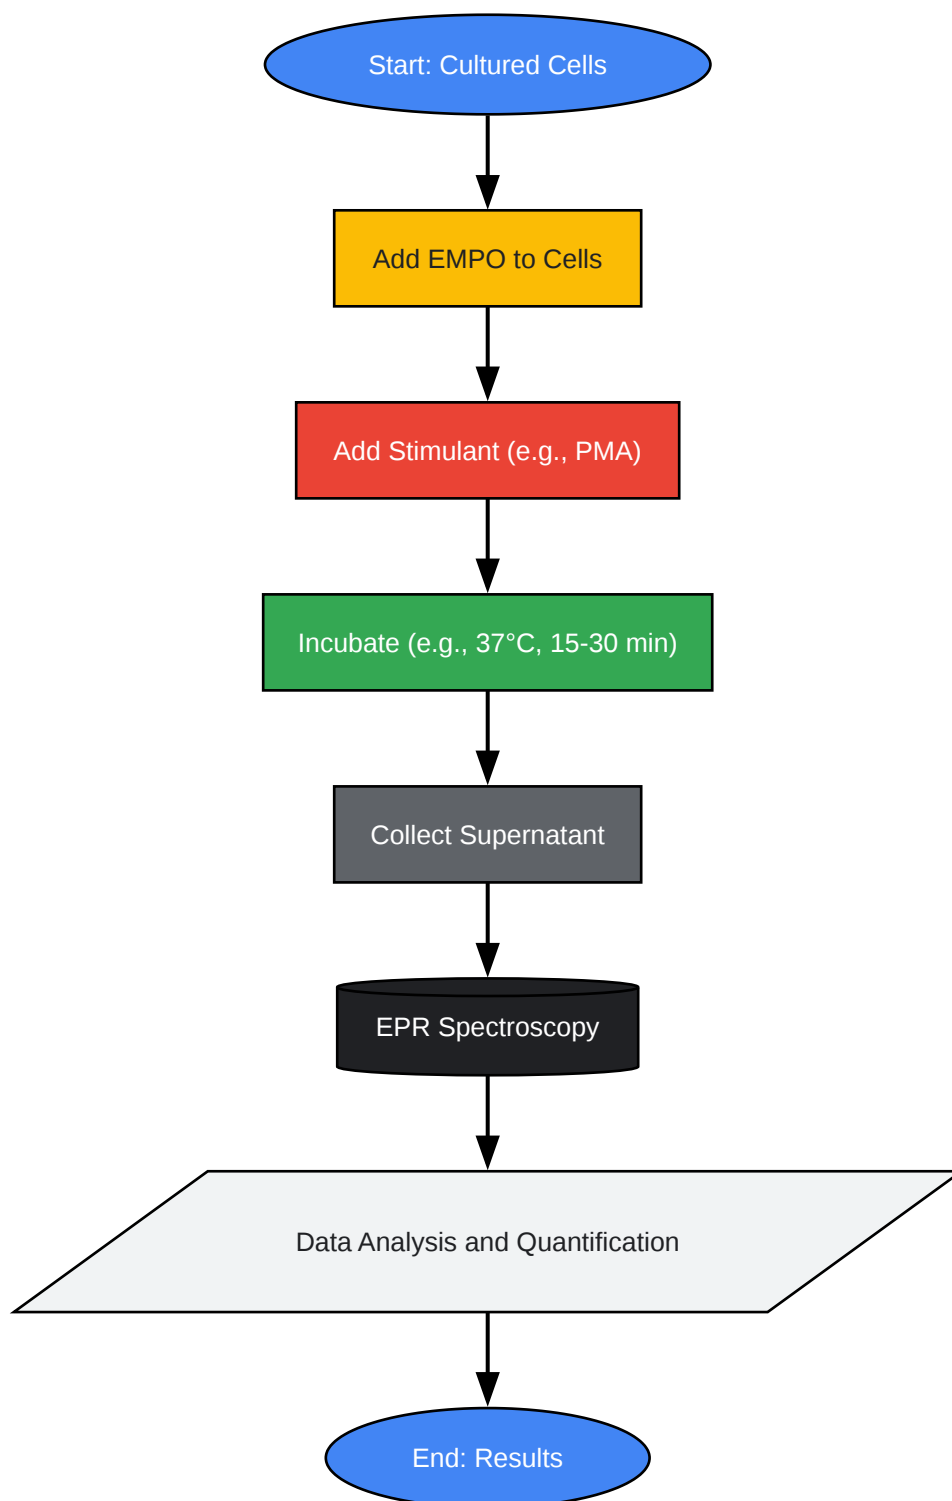 Start: Cultured Cells
Add EMPO to Cells
Add Stimulant (e.g., PMA)
Incubate (e.g., 37°C, 15-30 min)
Collect Supernatant
EPR Spectroscopy
Data Analysis and Quantification
End: Results